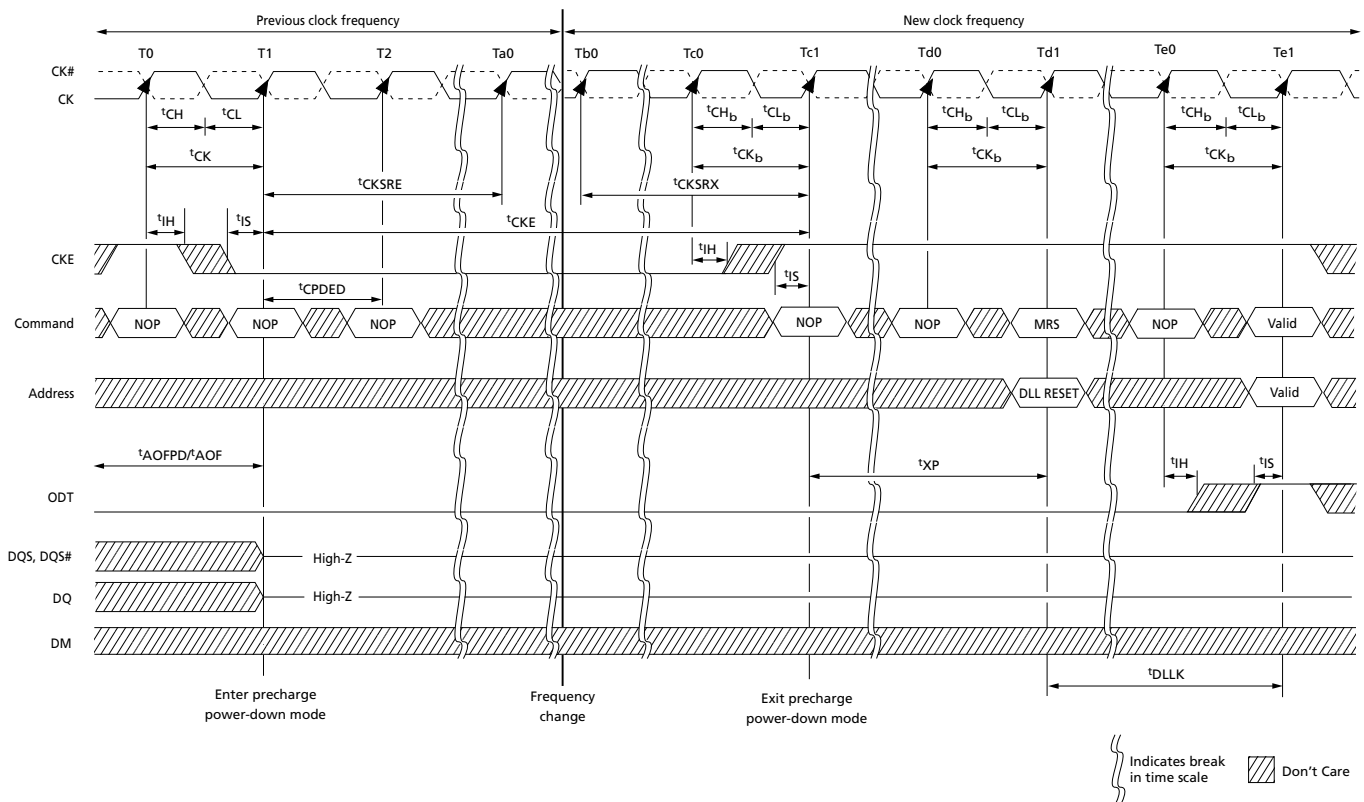 Previous clock frequency New clock frequency
T0 T1 T2 Ta0 Tb0 Tc0 Tc1 Td0 Td1 Te0 Te1
CK#
CK
tCH tCL tCHb tCLb tCHb tCLb tCHb tCLb
tCK tCKb tCKb tCKb
tCKSRE tCKSRX
tIH tIS tCKE
CKE tIH
tIS
tCPDED
Command NOP NOP NOP NOP NOP MRS NOP Valid
Address DLL RESET Valid
tAOFPD/tAOF tXP tIH tIS
ODT
DQS, DQS# High-Z
DQ High-Z
DM
tDLLK
Enter precharge
power-down mode
Frequency
change
Exit precharge
power-down mode
Indicates break
in time scale
Don't Care